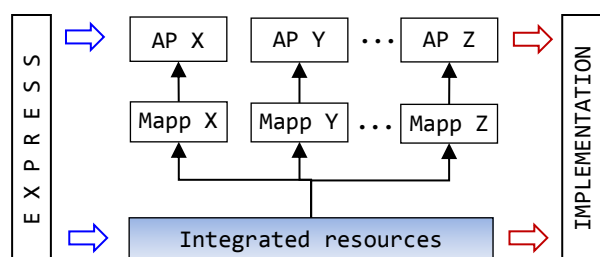 EXPRESS
AP X
AP Y
...
AP Z
Mapp X
Mapp Y
...
Mapp Z
Integrated resources
IMPLEMENTATION